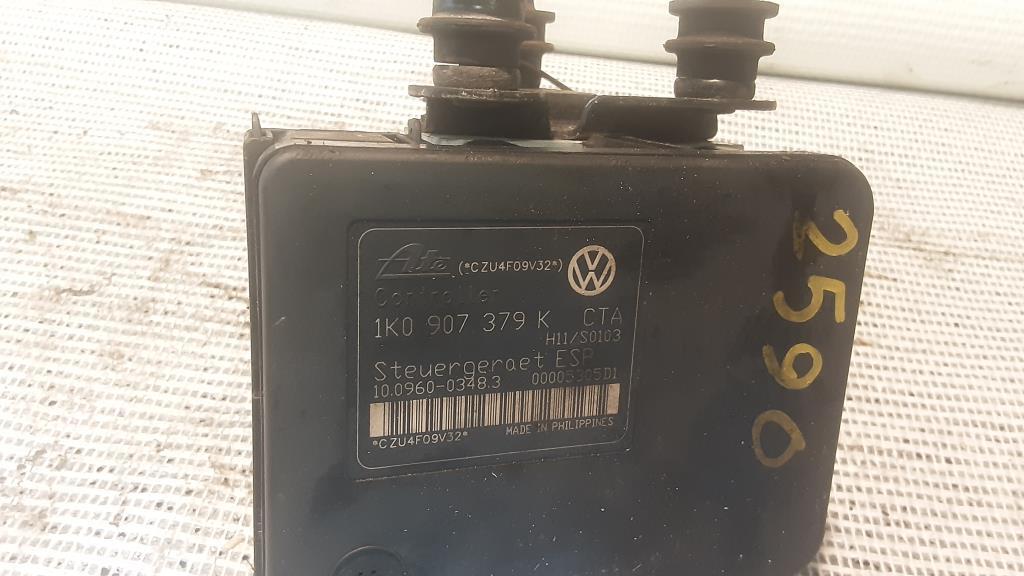 Ate (*CZU4F09V32*)
Controller
1K0 907 379 K CTA
H11/S0103
Steuergeraet ESP
10.0960-0348.3 00005305D1
*CZU4F09V32* MADE IN PHILIPPINES
2590